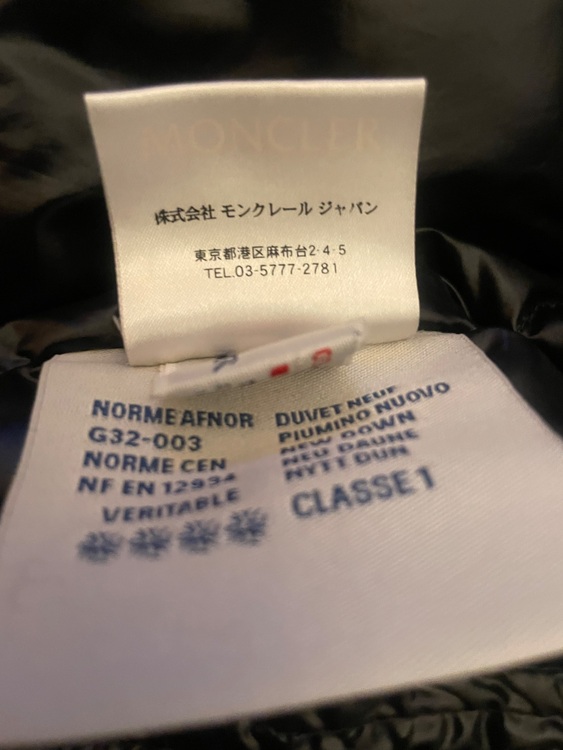 MONCLER
株式会社 モンクレール ジャパン
東京都港区麻布台2-4-5
TEL.03-5777-2781
NORME AFNOR
G32-003
NORME CEN
NF EN 12934
VERITABLE
DUVET NEUF
PIUMINO NUOVO
NEW DOWN
NEU DAUNE
NYTT DUN
CLASSE 1